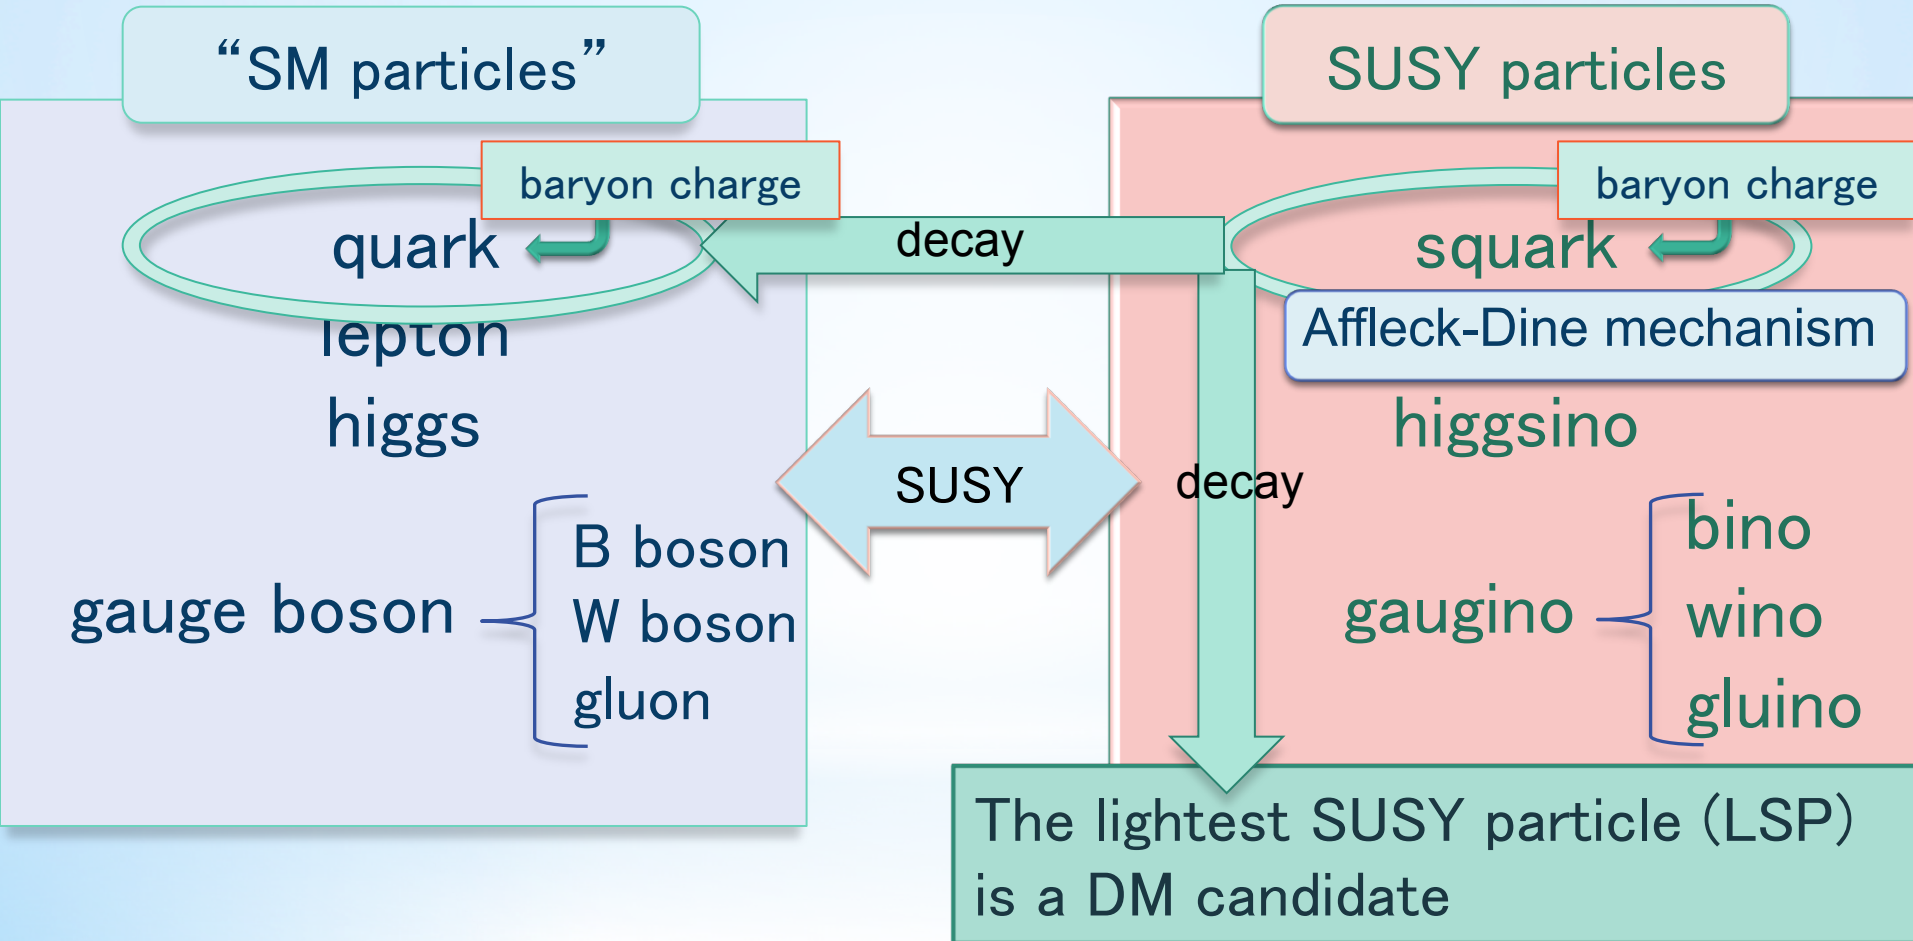 “SM particles”
baryon charge
quark
lepton
higgs
gauge boson
B boson
W boson
gluon
decay
SUSY
decay
SUSY particles
baryon charge
squark
Affleck-Dine mechanism
higgsino
gaugino
bino
wino
gluino
The lightest SUSY particle (LSP)
is a DM candidate